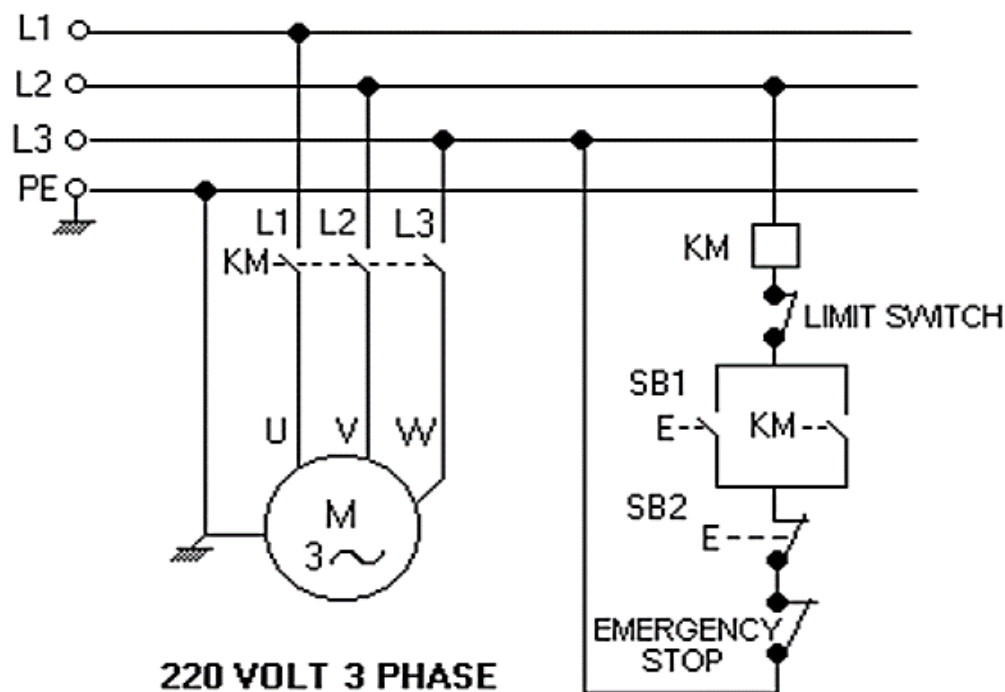 L1
L2
L3
PE
L1 L2 L3
KM
U V W
M
3
220 VOLT 3 PHASE
KM
LIMIT SWITCH
SB1
E
KM
SB2
E
EMERGENCY
STOP